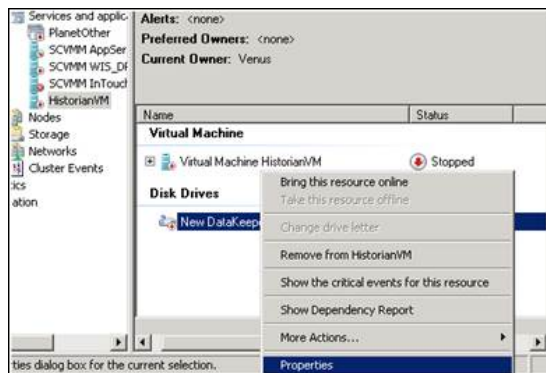 Services and applic
PlanetOther
SCVMM AppSer
SCVMM WIS_DF
SCVMM InTouch
HistorianVM
Nodes
Storage
Networks
Cluster Events
ics
ation
Alerts: <none>
Preferred Owners: <none>
Current Owner: Venus
Name Status
Virtual Machine
Virtual Machine HistorianVM Stopped
Disk Drives
New DataKeep
Bring this resource online
Take this resource offline
Change drive letter
Remove from HistorianVM
Show the critical events for this resource
Show Dependency Report
More Actions...
Properties
ties dialog box for the current selection.